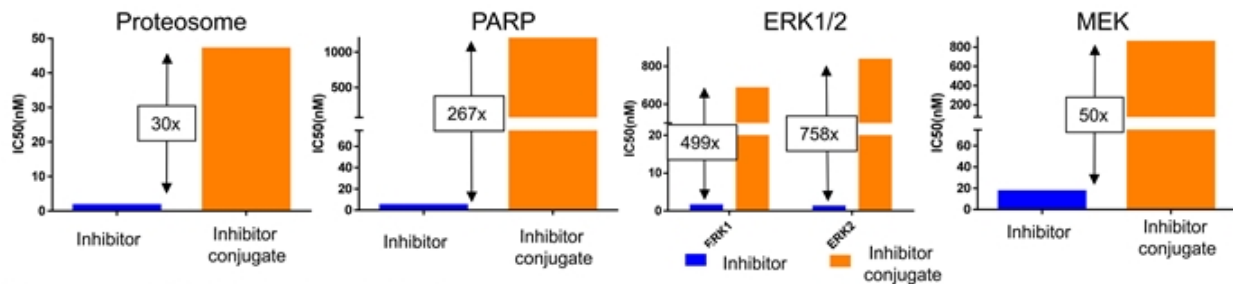 Proteosome
IC50(nM)
50
40
30
20
10
0
30x
Inhibitor
Inhibitor
conjugate
PARP
IC50(nM)
1000
500
60
40
20
0
267x
Inhibitor
Inhibitor
conjugate
ERK1/2
IC50(nM)
800
600
20
10
0
499x
758x
ERK1
ERK2
Inhibitor
Inhibitor
conjugate
MEK
IC50(nM)
800
600
400
200
60
40
20
0
50x
Inhibitor
Inhibitor
conjugate